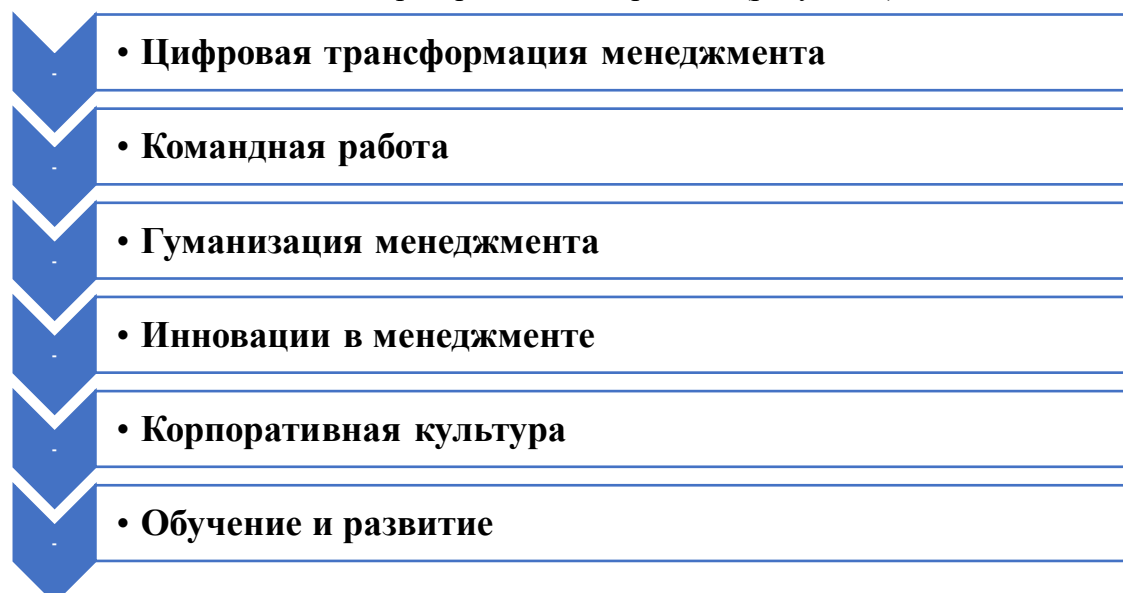 • Цифровая трансформация менеджмента
• Командная работа
• Гуманизация менеджмента
• Инновации в менеджменте
• Корпоративная культура
• Обучение и развитие